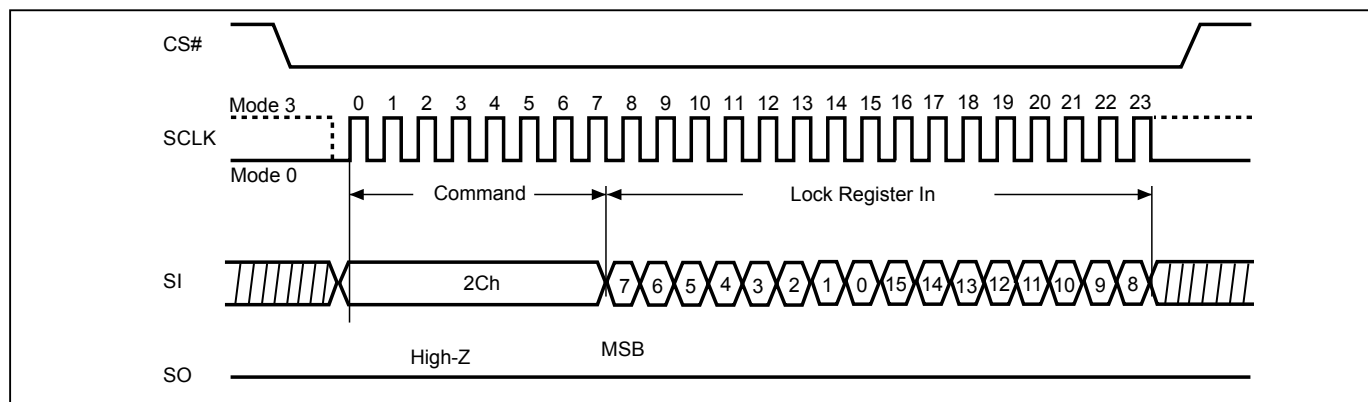 CS#
Mode 3
0 1 2 3 4 5 6 7 8 9 10 11 12 13 14 15 16 17 18 19 20 21 22 23
SCLK
Mode 0
Command
Lock Register In
SI
2Ch
7 6 5 4 3 2 1 0 15 14 13 12 11 10 9 8
High-Z
MSB
SO